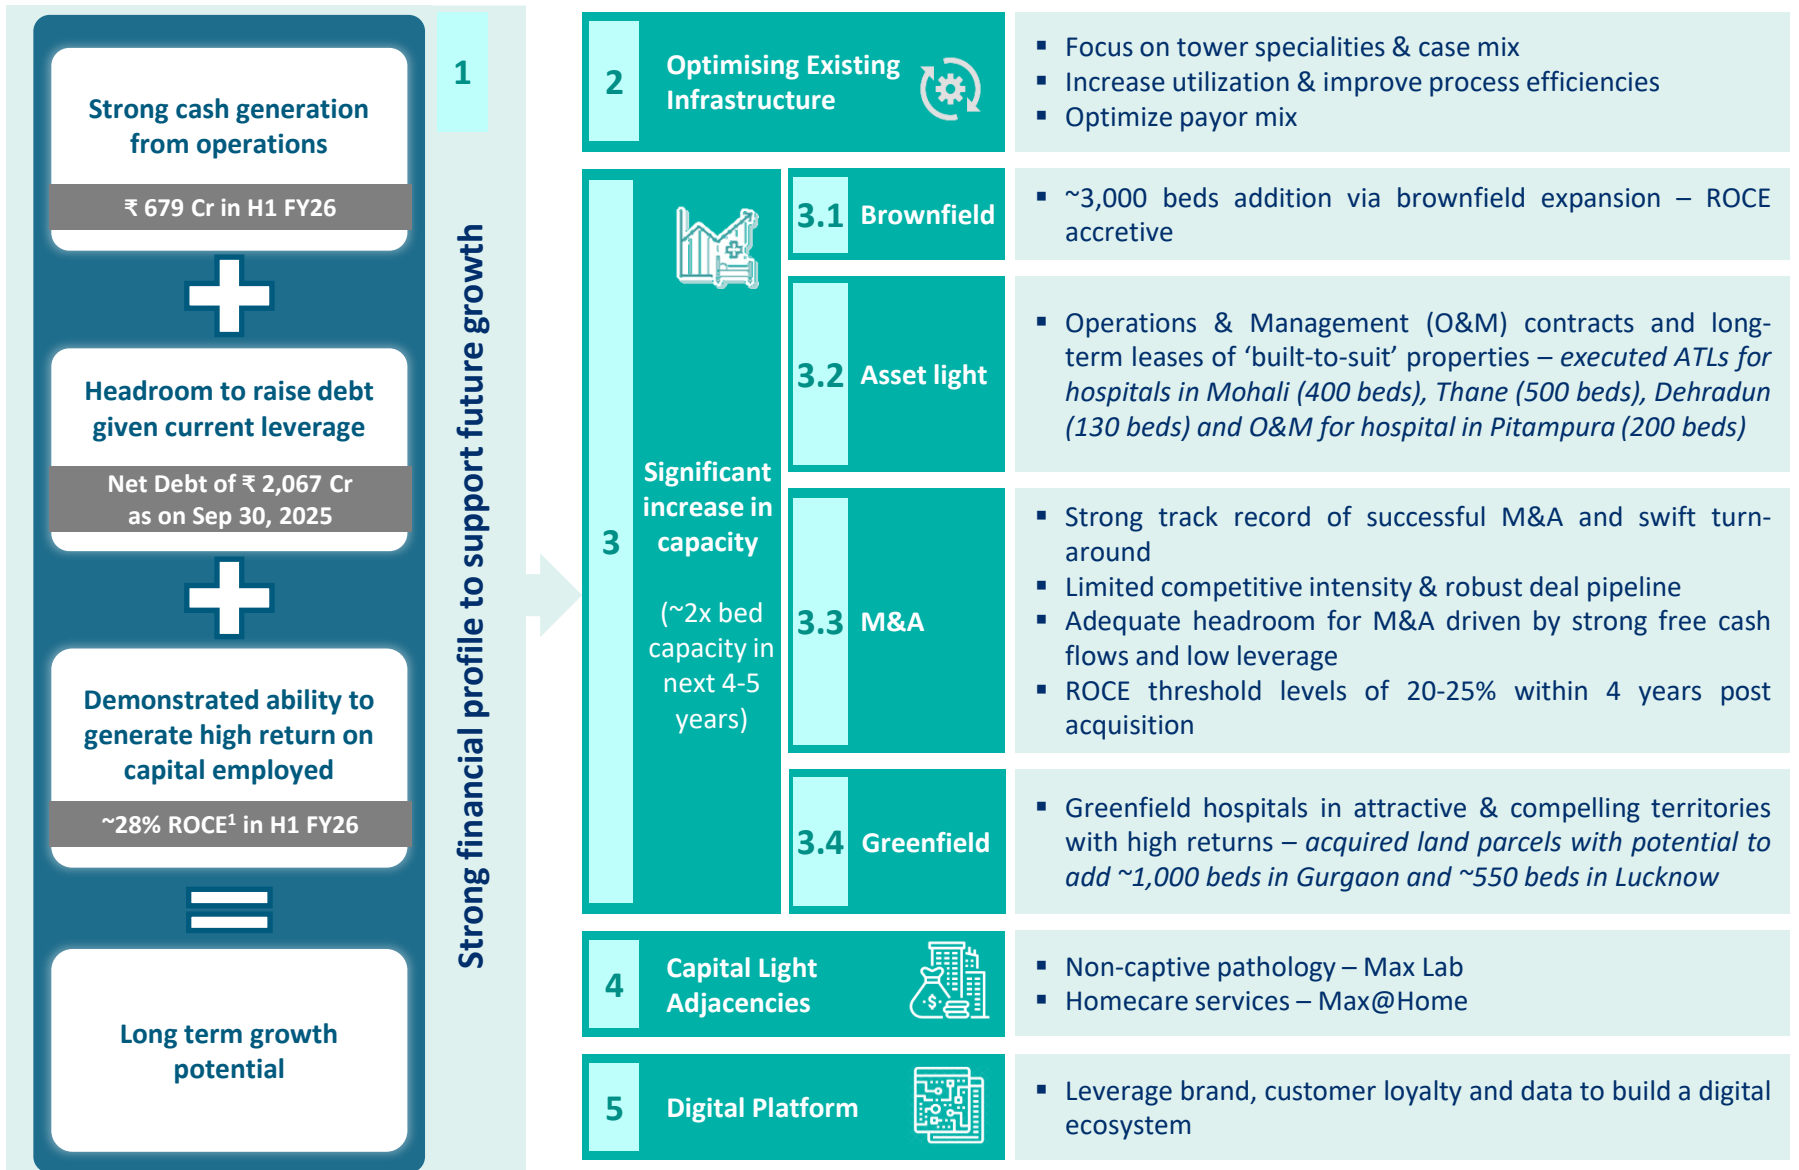 Strong cash generation
from operations
₹ 679 Cr in H1 FY26
Headroom to raise debt
given current leverage
Net Debt of ₹ 2,067 Cr
as on Sep 30, 2025
Demonstrated ability to
generate high return on
capital employed
~28% ROCE¹ in H1 FY26
Long term growth
potential
1
Strong financial profile to support future growth
2
Optimising Existing
Infrastructure
▪ Focus on tower specialities & case mix
▪ Increase utilization & improve process efficiencies
▪ Optimize payor mix
3
Significant
increase in
capacity
(~2x bed
capacity in
next 4-5
years)
3.1 Brownfield
▪ ~3,000 beds addition via brownfield expansion – ROCE
accretive
3.2 Asset light
▪ Operations & Management (O&M) contracts and long-
term leases of ‘built-to-suit’ properties – executed ATLs for
hospitals in Mohali (400 beds), Thane (500 beds), Dehradun
(130 beds) and O&M for hospital in Pitampura (200 beds)
3.3 M&A
▪ Strong track record of successful M&A and swift turn-
around
▪ Limited competitive intensity & robust deal pipeline
▪ Adequate headroom for M&A driven by strong free cash
flows and low leverage
▪ ROCE threshold levels of 20-25% within 4 years post
acquisition
3.4 Greenfield
▪ Greenfield hospitals in attractive & compelling territories
with high returns – acquired land parcels with potential to
add ~1,000 beds in Gurgaon and ~550 beds in Lucknow
4
Capital Light
Adjacencies
▪ Non-captive pathology – Max Lab
▪ Homecare services – Max@Home
5
Digital Platform
▪ Leverage brand, customer loyalty and data to build a digital
ecosystem